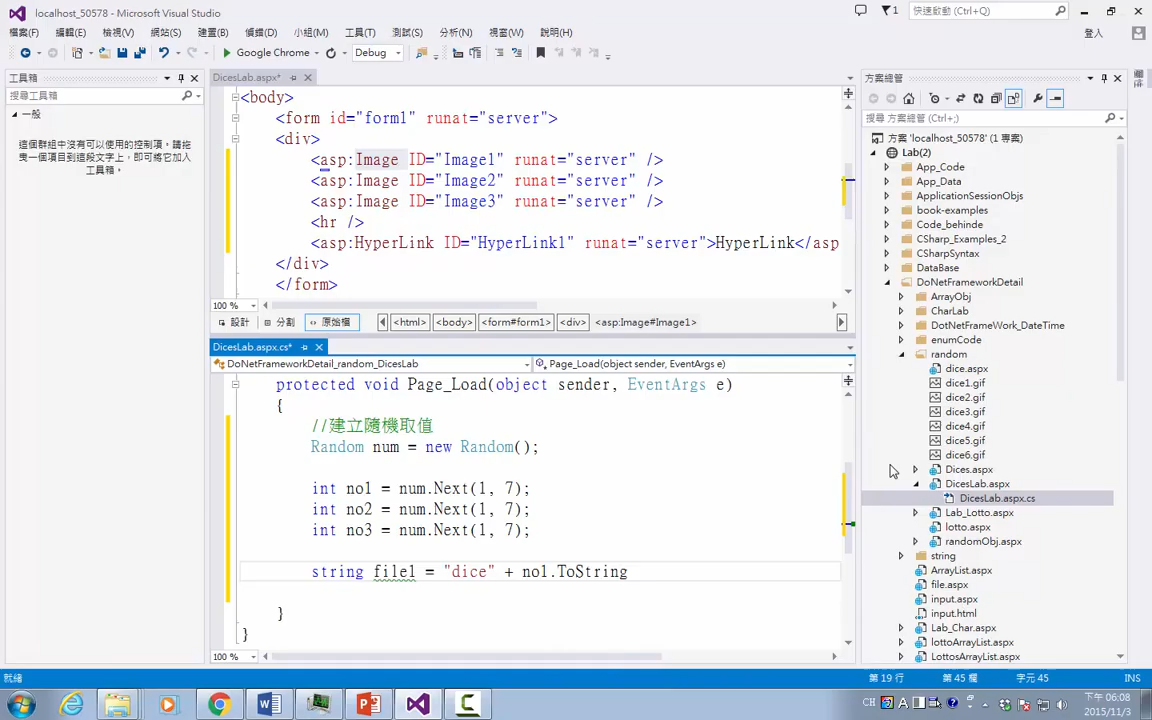 localhost_50578 - Microsoft Visual Studio
1
快速啟動 (Ctrl+Q)
檔案(F) 編輯(E) 檢視(V) 網站(S) 建置(B) 偵錯(D) 小組(M) 工具(T) 測試(S) 分析(N) 視窗(W) 說明(H)
登入
Google Chrome Debug
工具箱
搜尋工具箱
一般
這個群組中沒有可以使用的控制項。請拖
曳一個項目到這段文字上，即可將它加入
工具箱。
DicesLab.aspx*
<body>
<form id="form1" runat="server">
<div>
<asp:Image ID="Image1" runat="server" />
<asp:Image ID="Image2" runat="server" />
<asp:Image ID="Image3" runat="server" />
<hr />
<asp:HyperLink ID="HyperLink1" runat="server">HyperLink</asp
</div>
</form>
100 %
設計 分割 原始檔 <html> <body> <form#form1> <div> <asp:Image#Image1>
DicesLab.aspx.cs*
DoNetFrameworkDetail_random_DicesLab Page_Load(object sender, EventArgs e)
protected void Page_Load(object sender, EventArgs e)
{
//建立隨機取值
Random num = new Random();
int no1 = num.Next(1, 7);
int no2 = num.Next(1, 7);
int no3 = num.Next(1, 7);
string file1 = "dice" + no1.ToString
}
}
100 %
方案總管
搜尋 方案總管 (Ctrl+;)
方案 'localhost_50578' (1 專案)
Lab(2)
App_Code
App_Data
ApplicationSessionObjs
book-examples
Code_behinde
CSharp_Examples_2
CSharpSyntax
DataBase
DoNetFrameworkDetail
ArrayObj
CharLab
DotNetFrameWork_DateTime
enumCode
random
dice.aspx
dice1.gif
dice2.gif
dice3.gif
dice4.gif
dice5.gif
dice6.gif
Dices.aspx
DicesLab.aspx
DicesLab.aspx.cs
Lab_Lotto.aspx
lotto.aspx
randomObj.aspx
string
ArrayList.aspx
file.aspx
input.aspx
input.html
Lab_Char.aspx
lottoArrayList.aspx
LottosArrayList.aspx
就緒 第 19 行 第 45 欄 字元 45 INS
CH
下午 06:08
2015/11/3